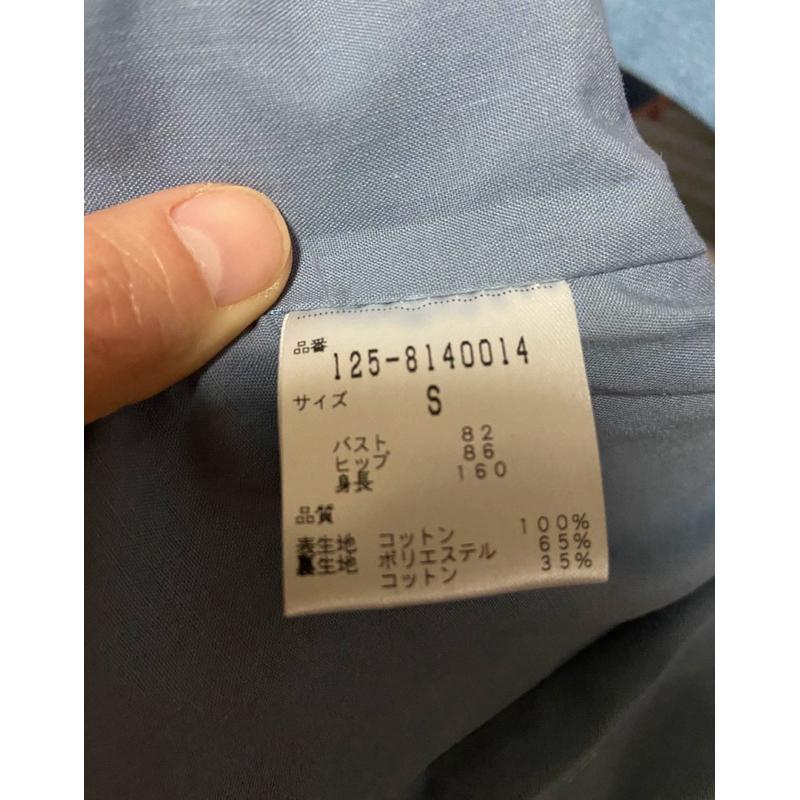 品番 125-8140014
サイズ S
バスト 82
ヒップ 86
身長 160
品質
表生地 コットン 100%
裏生地 ポリエステル 65%
コットン 35%